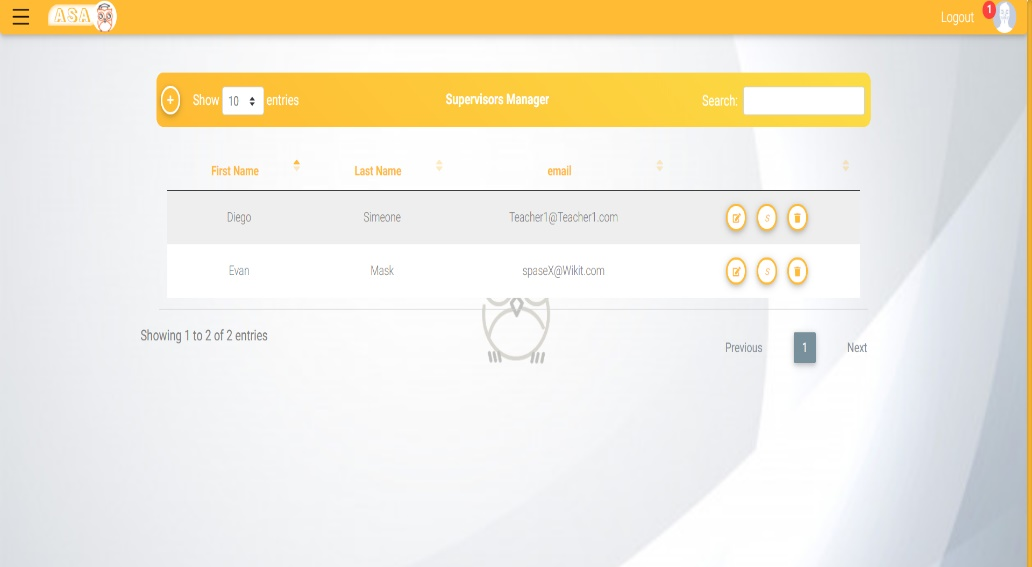 ASA
Logout 1
+ Show 10 entries Supervisors Manager Search:
First Name Last Name email
Diego Simeone Teacher1@Teacher1.com S
Evan Mask spaseX@Wikit.com S
Showing 1 to 2 of 2 entries
Previous 1 Next